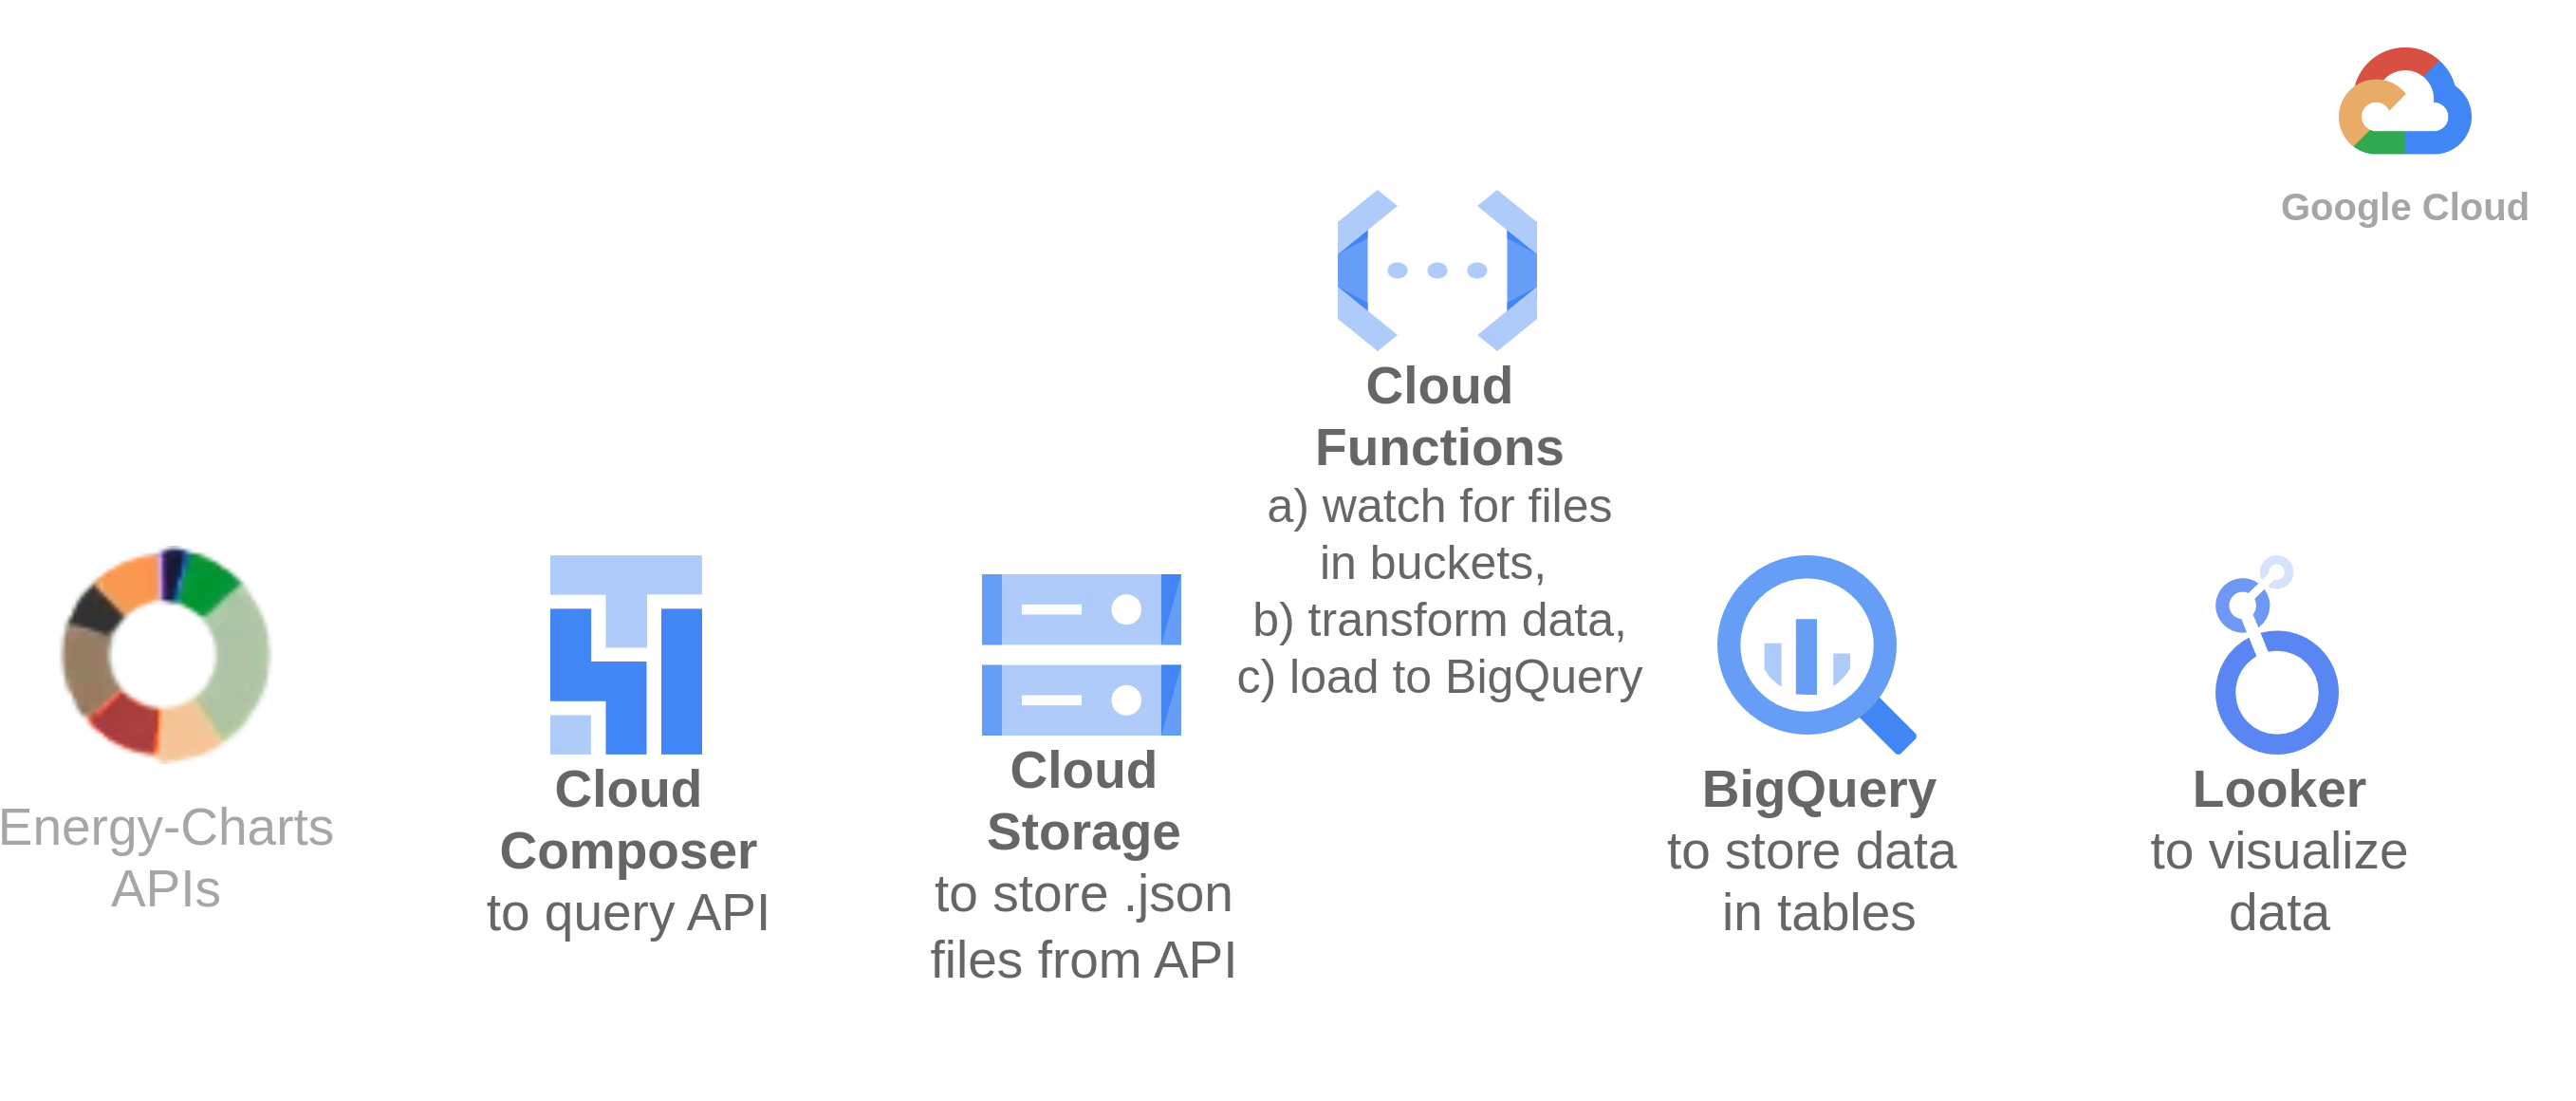 Google Cloud
Cloud
Functions
a) watch for files
in buckets,
b) transform data,
c) load to BigQuery
Energy-Charts
APIs
Cloud
Composer
to query API
Cloud
Storage
to store .json
files from API
BigQuery
to store data
in tables
Looker
to visualize
data